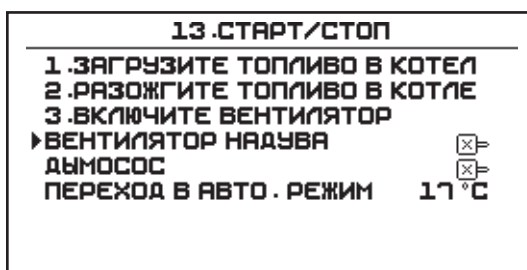 13.СТАРТ/СТОП
1.ЗАГРУЗИТЕ ТОПЛИВО В КОТЕЛ
2.РАЗОЖГИТЕ ТОПЛИВО В КОТЛЕ
3.ВКЛЮЧИТЕ ВЕНТИЛЯТОР
ВЕНТИЛЯТОР НАДУВА
ДЫМОСОС
ПЕРЕХОД В АВТО. РЕЖИМ 17°C